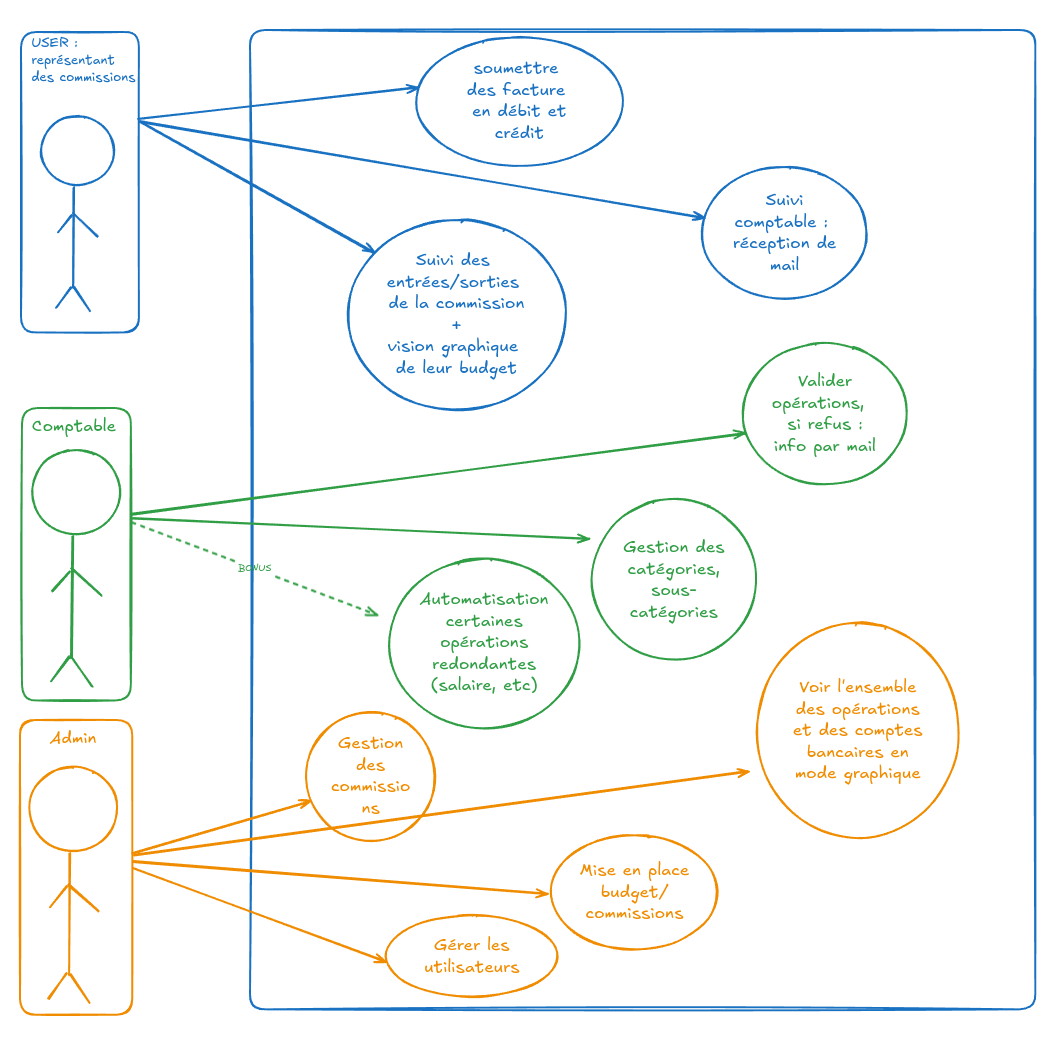 USER :
représentant
des commissions
soumettre
des facture
en débit et
crédit
Suivi
comptable :
réception de
mail
Suivi des
entrées/sorties
de la commission
+
vision graphique
de leur budget
Comptable
Valider
opérations,
si refus :
info par mail
Gestion des
catégories,
sous-
catégories
BONUS
Automatisation
certaines
opérations
redondantes
(salaire, etc)
Admin
Gestion
des
commissio
ns
Voir l'ensemble
des opérations
et des comptes
bancaires en
mode graphique
Mise en place
budget/
commissions
Gérer les
utilisateurs